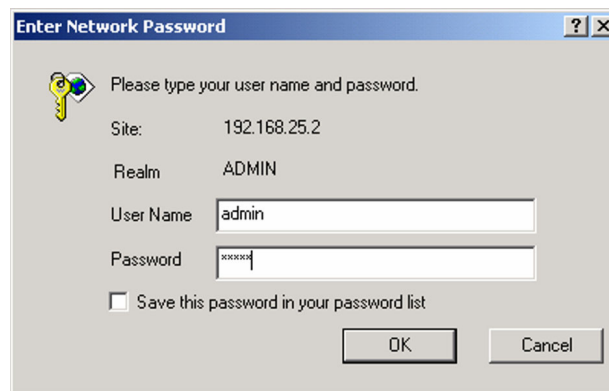 Enter Network Password
Please type your user name and password.
Site: 192.168.25.2
Realm ADMIN
User Name admin
Password xxxxx
Save this password in your password list
OK Cancel